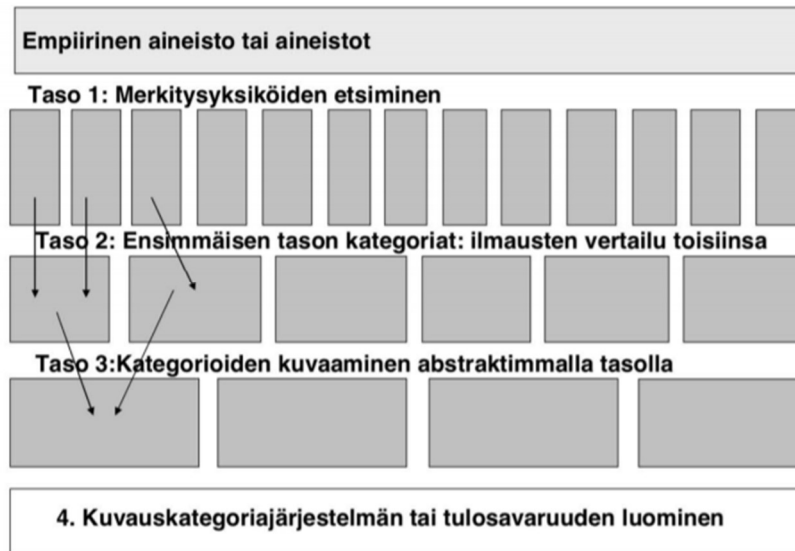 Empiirinen aineisto tai aineistot
Taso 1: Merkitysyksiköiden etsiminen
Taso 2: Ensimmäisen tason kategoriat: ilmausten vertailu toisiinsa
Taso 3:Kategorioiden kuvaaminen abstraktimmalla tasolla
4. Kuvauskategoriajärjestelmän tai tulosavaruuden luominen